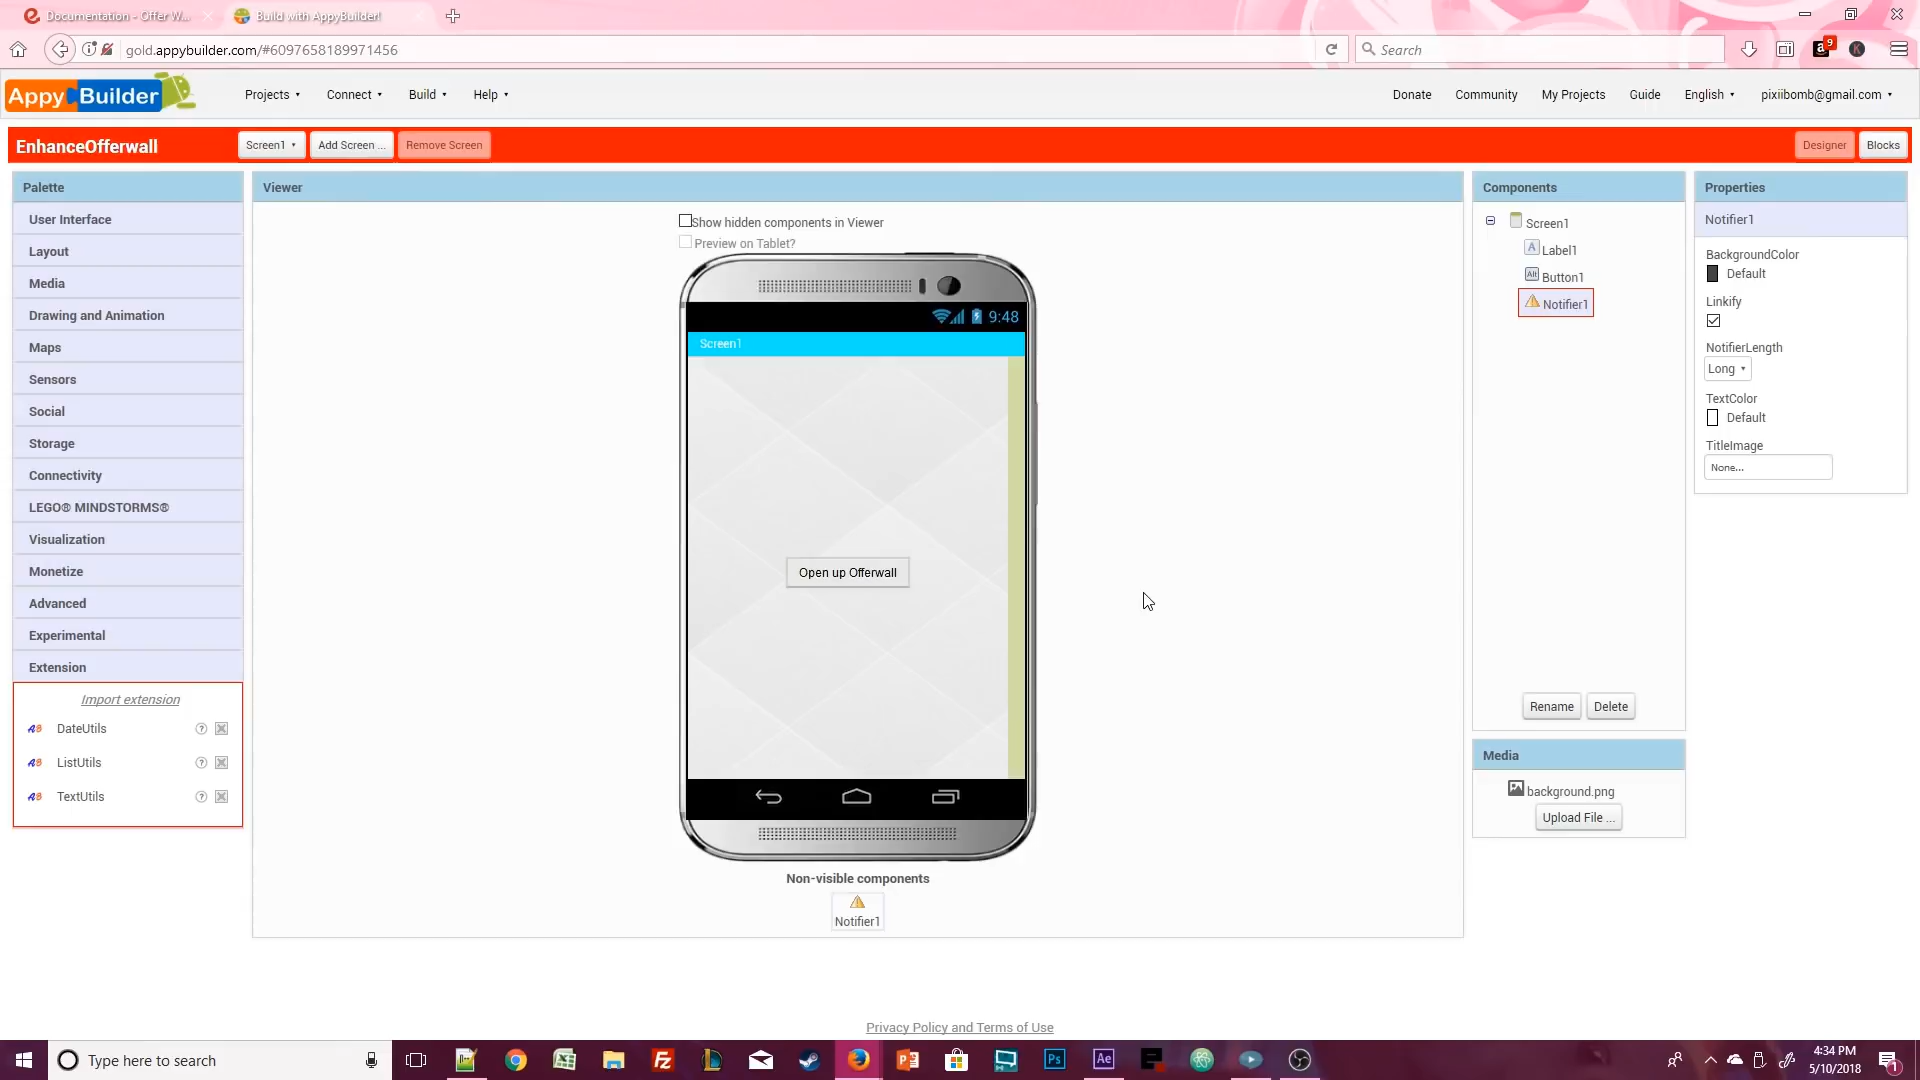 Documentation - Offer W...
Build with AppyBuilder!
gold.appybuilder.com/#6097658189971456
Search
9
Appy Builder
Projects
Connect
Build
Help
Donate
Community
My Projects
Guide
English
pixiibomb@gmail.com
EnhanceOfferwall
Screen1
Add Screen ...
Remove Screen
Designer
Blocks
Palette
User Interface
Layout
Media
Drawing and Animation
Maps
Sensors
Social
Storage
Connectivity
LEGO® MINDSTORMS®
Visualization
Monetize
Advanced
Experimental
Extension
Import extension
DateUtils
ListUtils
TextUtils
Viewer
Show hidden components in Viewer
Preview on Tablet?
9:48
Screen1
Open up Offerwall
Non-visible components
Notifier1
Components
Screen1
Label1
Button1
Notifier1
Rename
Delete
Media
background.png
Upload File ...
Properties
Notifier1
BackgroundColor
Default
Linkify
NotifierLength
Long
TextColor
Default
TitleImage
None...
Privacy Policy and Terms of Use
Type here to search
4:34 PM
5/10/2018
1